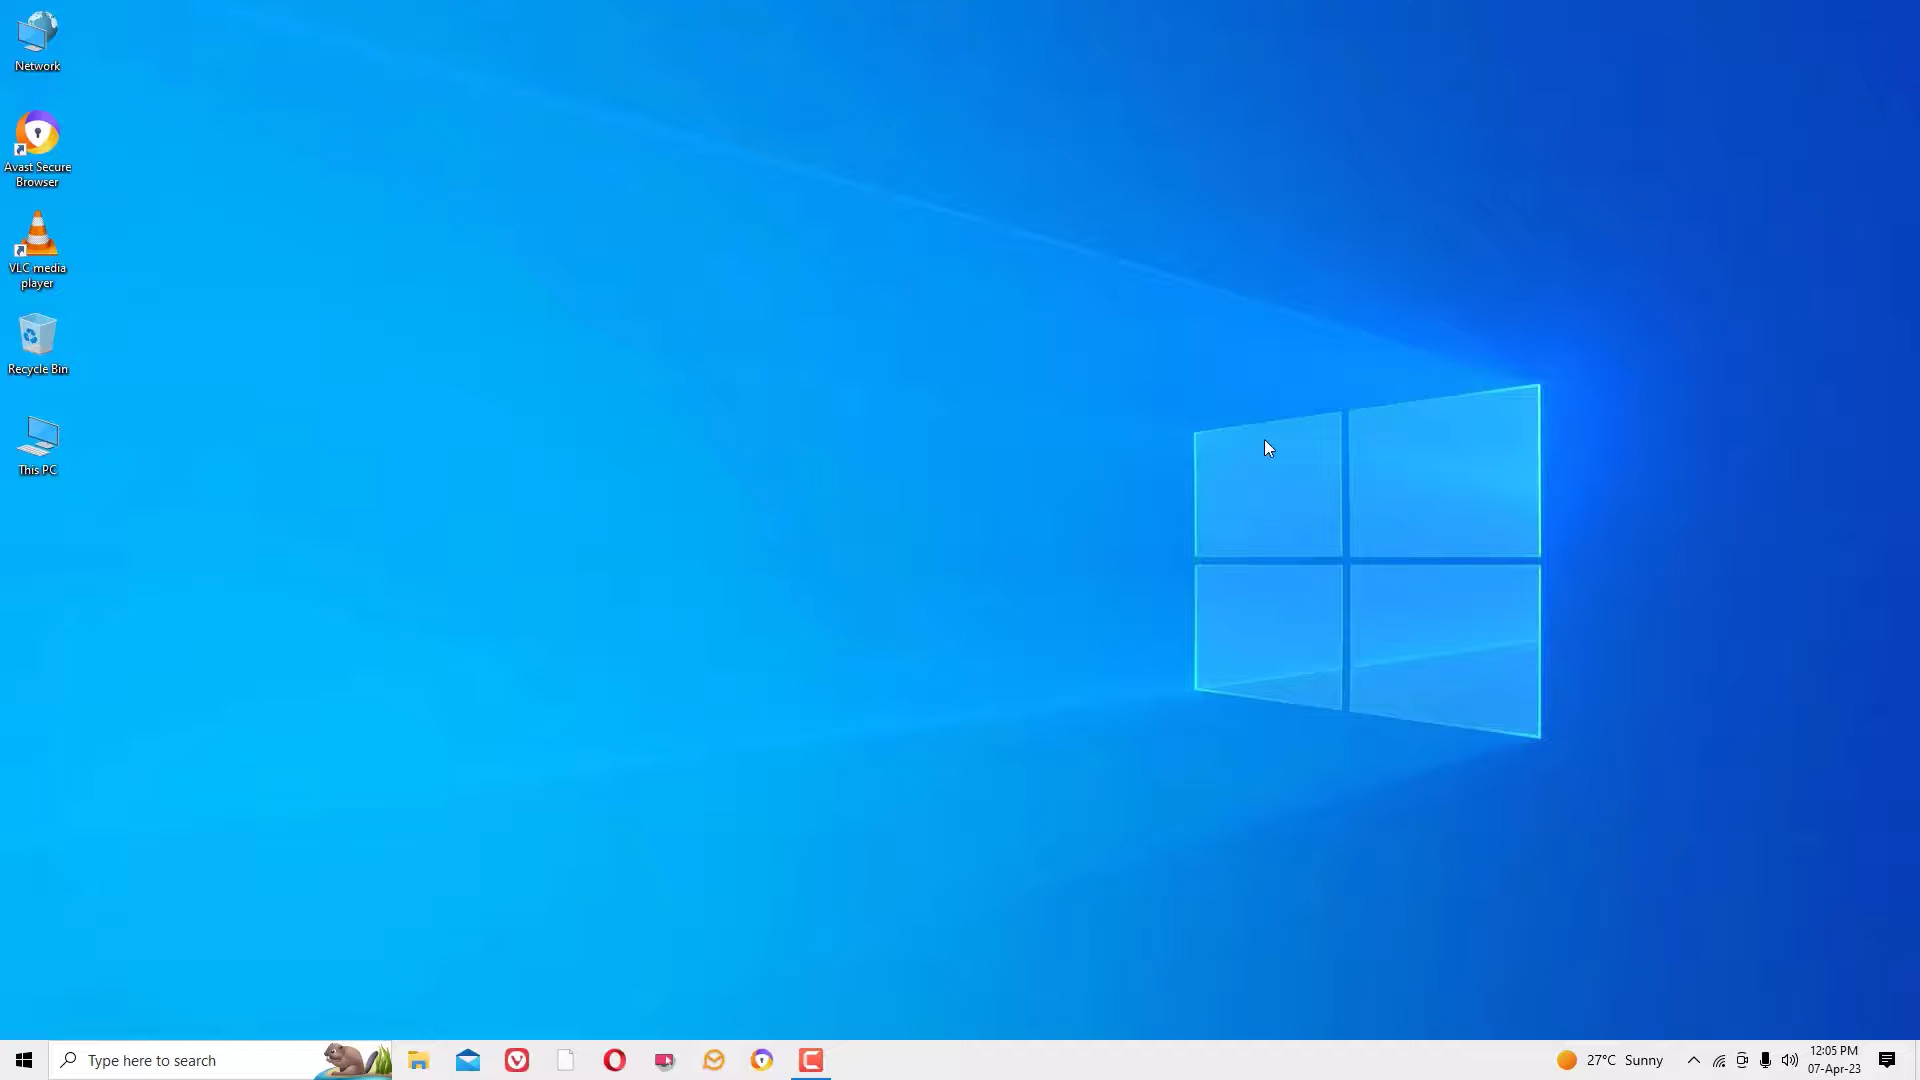 Network
Avast Secure
Browser
VLC media
player
Recycle Bin
This PC
Type here to search
27°C Sunny
12:05 PM
07-Apr-23